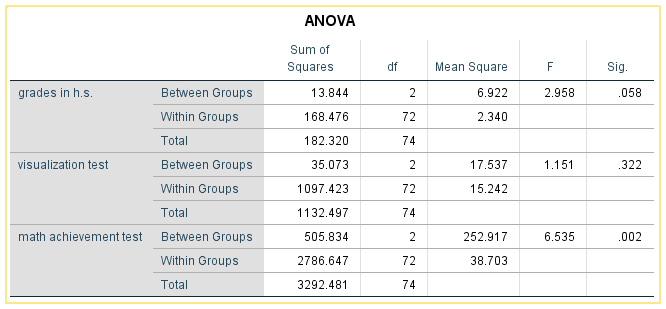 ANOVA
Sum of Squares df Mean Square F Sig.
grades in h.s. Between Groups 13.844 2 6.922 2.958 .058
Within Groups 168.476 72 2.340
Total 182.320 74
visualization test Between Groups 35.073 2 17.537 1.151 .322
Within Groups 1097.423 72 15.242
Total 1132.497 74
math achievement test Between Groups 505.834 2 252.917 6.535 .002
Within Groups 2786.647 72 38.703
Total 3292.481 74